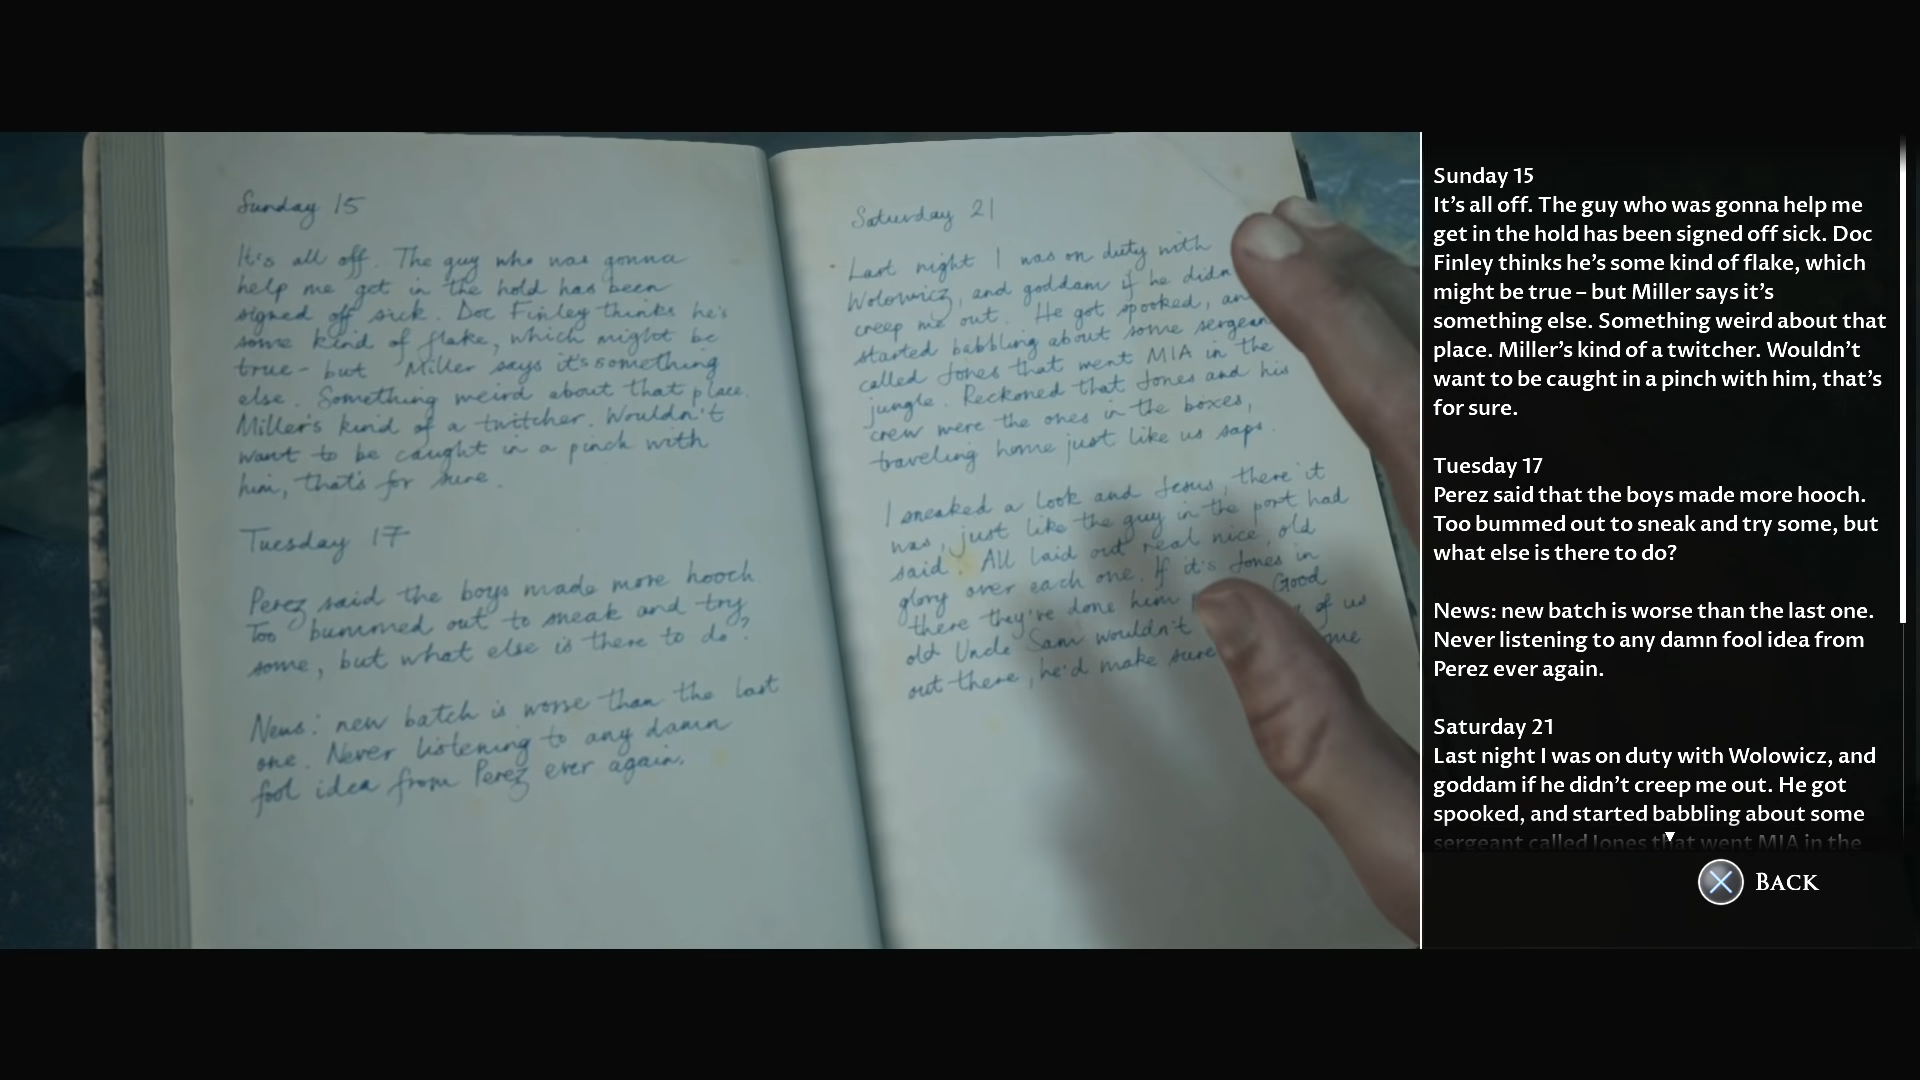 Sunday 15
It's all off. The guy who was gonna
help me get in the hold has been
signed off sick. Doc Finley thinks he's
some kind of flake, which might be
true - but Miller says it's something
else. Something weird about that place.
Miller's kind of a twitcher. Wouldn't
want to be caught in a pinch with
him, that's for sure.
Tuesday 17
Perez said the boys made more hooch
Too bummed out to sneak and try
some, but what else is there to do?
News: new batch is worse than the last
one. Never listening to any damn
fool idea from Perez ever again.
Saturday 21
Last night I was on duty with
Wolowicz, and goddam if he didn
creep me out. He got spooked, an
started babbling about some sergean
called Jones that went MIA in the
jungle. Reckoned that Jones and his
crew were the ones in the boxes,
traveling home just like us saps.
I sneaked a look and Jesus, there it
was, just like the guy in the port had
said. All laid out real nice, old
glory over each one. If it's Jones in
there they're done him Good
old Uncle Sam wouldn't of us
out there, he'd make sure
Sunday 15
It's all off. The guy who was gonna help me
get in the hold has been signed off sick. Doc
Finley thinks he's some kind of flake, which
might be true – but Miller says it's
something else. Something weird about that
place. Miller's kind of a twitcher. Wouldn't
want to be caught in a pinch with him, that's
for sure.
Tuesday 17
Perez said that the boys made more hooch.
Too bummed out to sneak and try some, but
what else is there to do?
News: new batch is worse than the last one.
Never listening to any damn fool idea from
Perez ever again.
Saturday 21
Last night I was on duty with Wolowicz, and
goddam if he didn't creep me out. He got
spooked, and started babbling about some
sergeant called Jones that went MIA in the
BACK